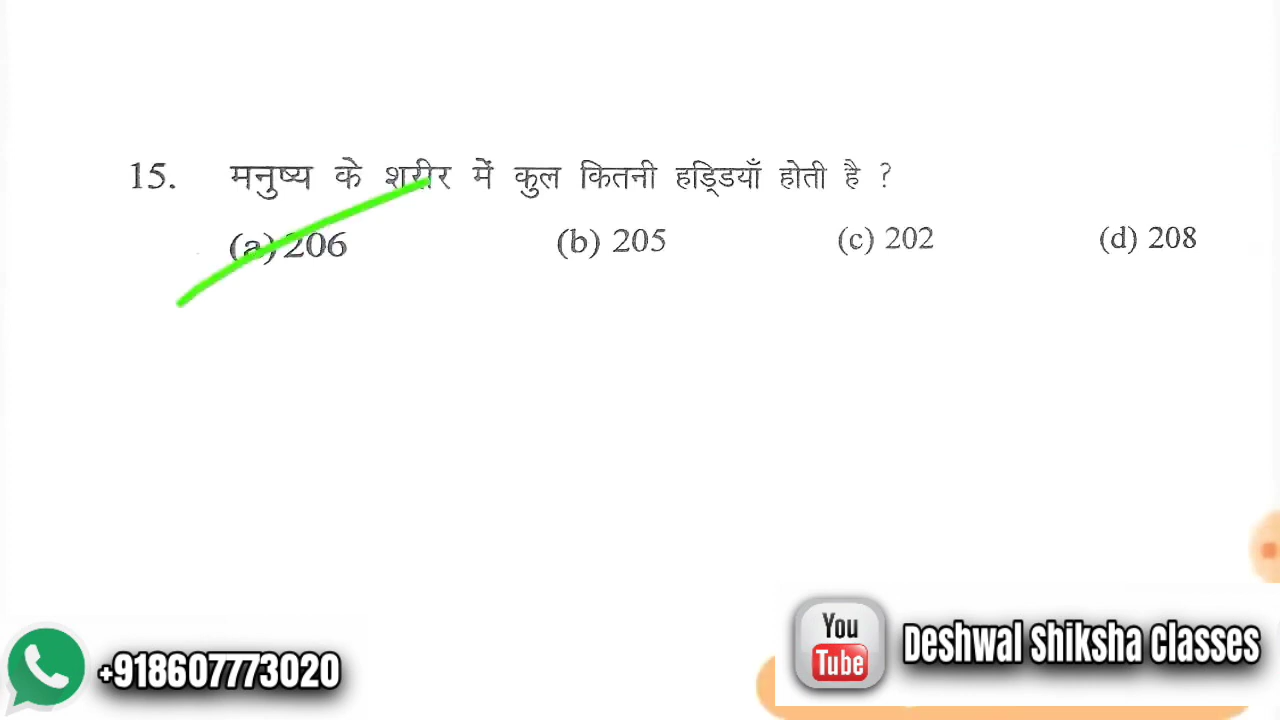 15. मनुष्य के शरीर में कुल कितनी हड्डियाँ होती है ?
(a) 206 (b) 205 (c) 202 (d) 208
+918607773020
You Tube Deshwal Shiksha Classes